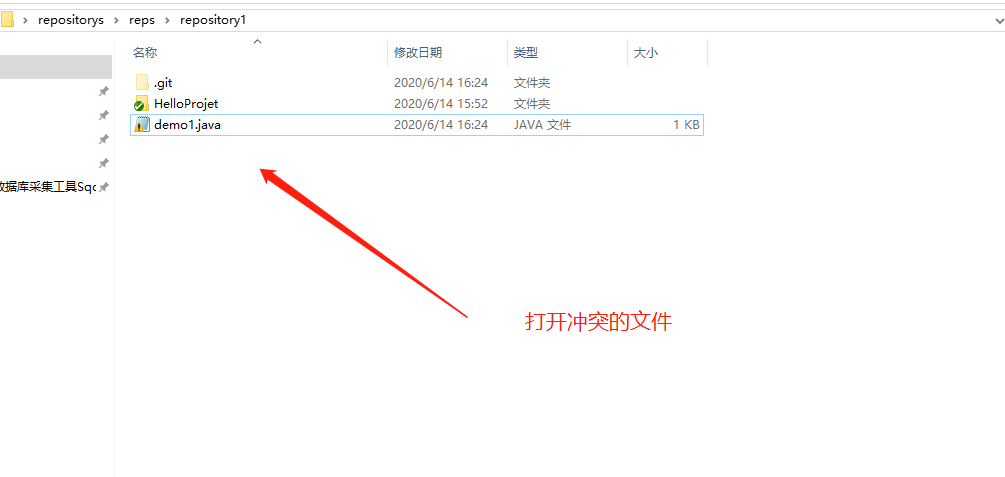 repositorys › reps › repository1
名称 修改日期 类型 大小
.git 2020/6/14 16:24 文件夹
HelloProjet 2020/6/14 15:52 文件夹
demo1.java 2020/6/14 16:24 JAVA 文件 1 KB
数据库采集工具Sqc
打开冲突的文件